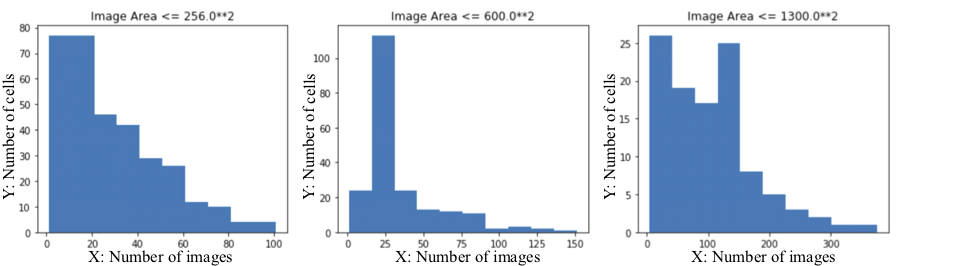 Image Area <= 256.0**2
80
70
60
50
40
30
20
10
0
0 20 40 60 80 100
Y: Number of cells
X: Number of images
Image Area <= 600.0**2
100
80
60
40
20
0
0 25 50 75 100 125 150
Y: Number of cells
X: Number of images
Image Area <= 1300.0**2
25
20
15
10
5
0
0 100 200 300
Y: Number of cells
X: Number of images